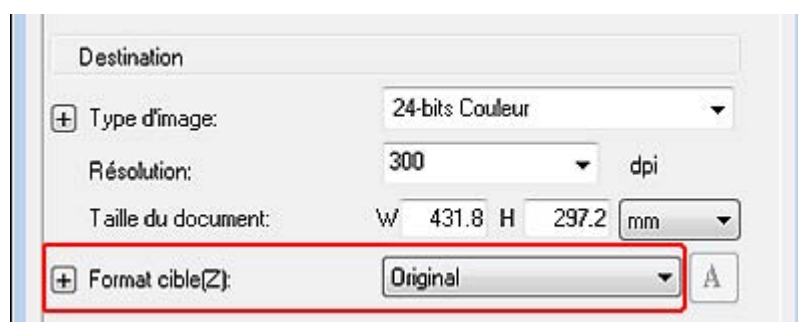 Destination
Type d'image: 24-bits Couleur
Résolution: 300 dpi
Taille du document: W 431.8 H 297.2 mm
Format cible(Z): Original A